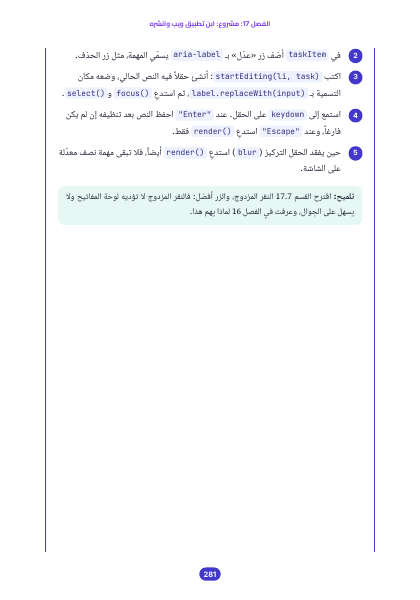 الفصل 17: مشروع: ابنِ تطبيق ويب وانشره
2 في taskItem أضف زر «عدّل» بـ aria-label يسمّي المهمة، مثل زر الحذف.
3 اكتب startEditing(li, task) : أنشئ حقلاً فيه النص الحالي، وضعه مكان
التسمية بـ label.replaceWith(input) ، ثم استدعِ focus() و select() .
4 استمع إلى keydown على الحقل. عند "Enter" احفظ النص بعد تنظيفه إن لم يكن
فارغاً، وعند "Escape" استدعِ render() فقط.
5 حين يفقد الحقل التركيز ( blur ) استدعِ render() أيضاً، فلا تبقى مهمة نصف معدّلة
على الشاشة.
تلميح: اقترح القسم 17.7 النقر المزدوج، والزر أفضل: فالنقر المزدوج لا تؤديه لوحة المفاتيح ولا
يسهل على الجوال، وعرفت في الفصل 16 لماذا يهم هذا.
281